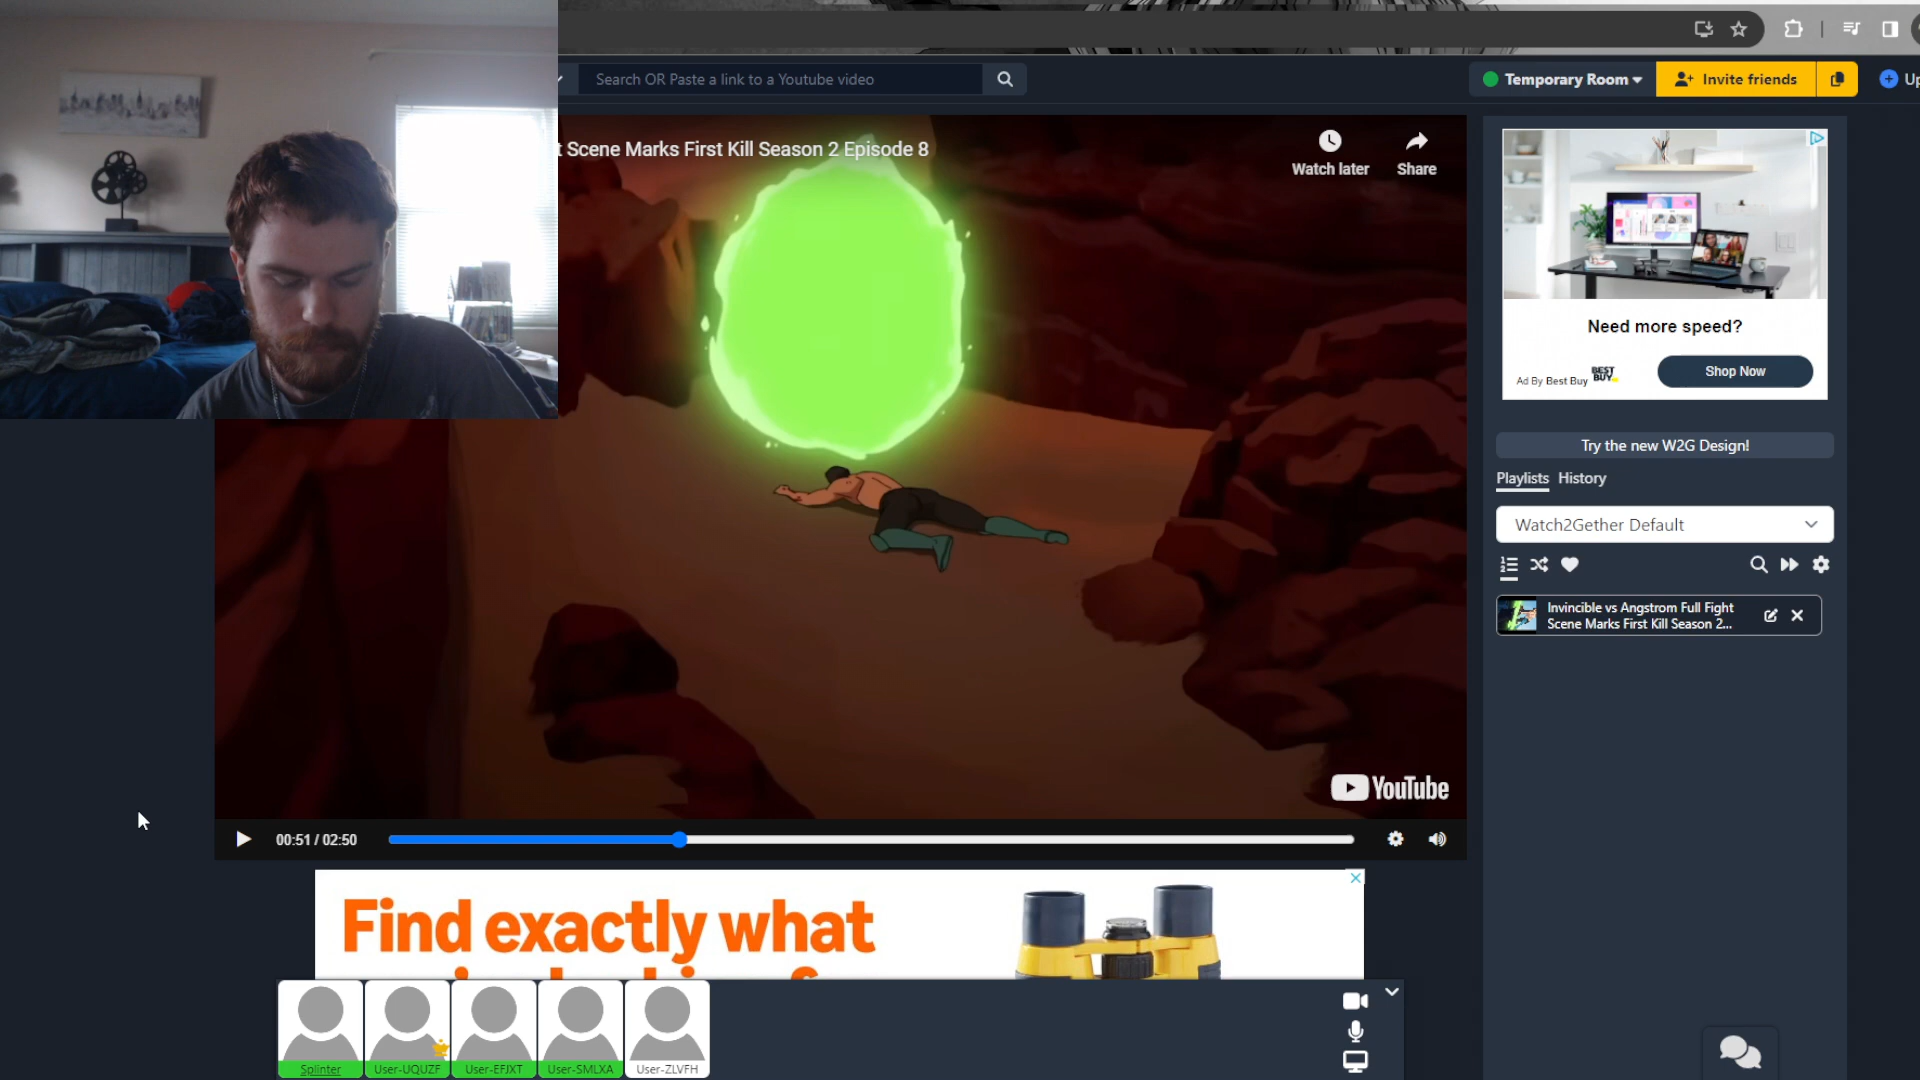 Search OR Paste a link to a Youtube video
Temporary Room
Invite friends
Scene Marks First Kill Season 2 Episode 8
Watch later
Share
Need more speed?
Ad By Best Buy
BEST
BUY
Shop Now
Try the new W2G Design!
Playlists History
Watch2Gether Default
Invincible vs Angstrom Full Fight
Scene Marks First Kill Season 2...
YouTube
00:51 / 02:50
Find exactly what
Splinter
User-UQUZF
User-EFJXT
User-SMLXA
User-ZLVFH